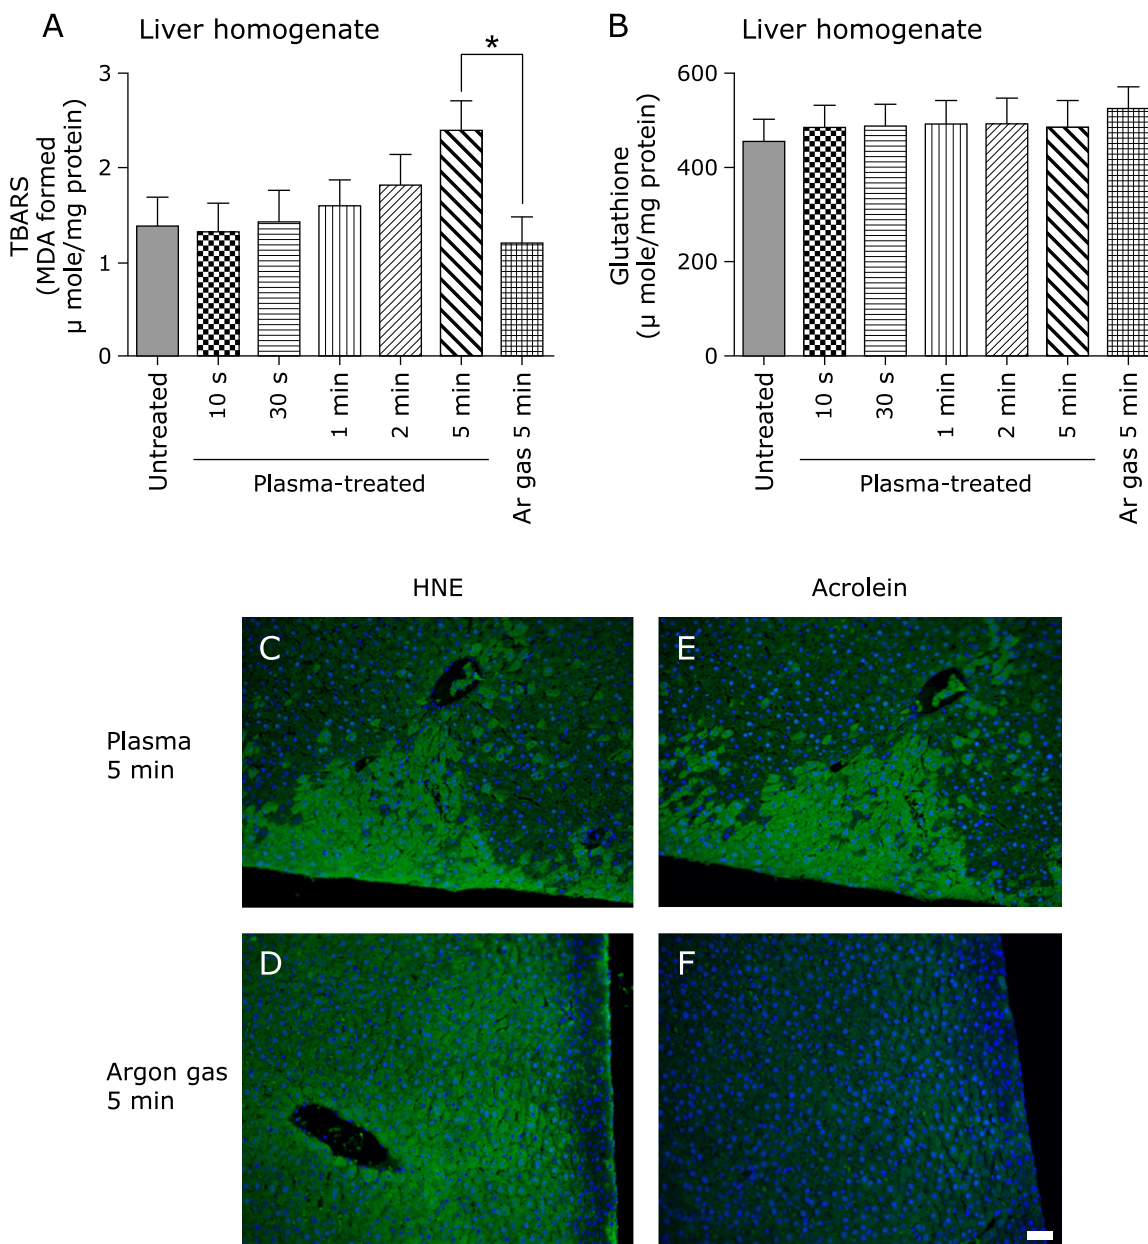 A
Liver homogenate
TBARS
(MDA formed
μ mole/mg protein)
3
2
1
0
*
Untreated
10 s
30 s
1 min
2 min
5 min
Ar gas 5 min
Plasma-treated
B
Liver homogenate
Glutathione
(μ mole/mg protein)
600
400
200
0
Untreated
10 s
30 s
1 min
2 min
5 min
Ar gas 5 min
Plasma-treated
HNE
Acrolein
Plasma
5 min
C
E
Argon gas
5 min
D
F